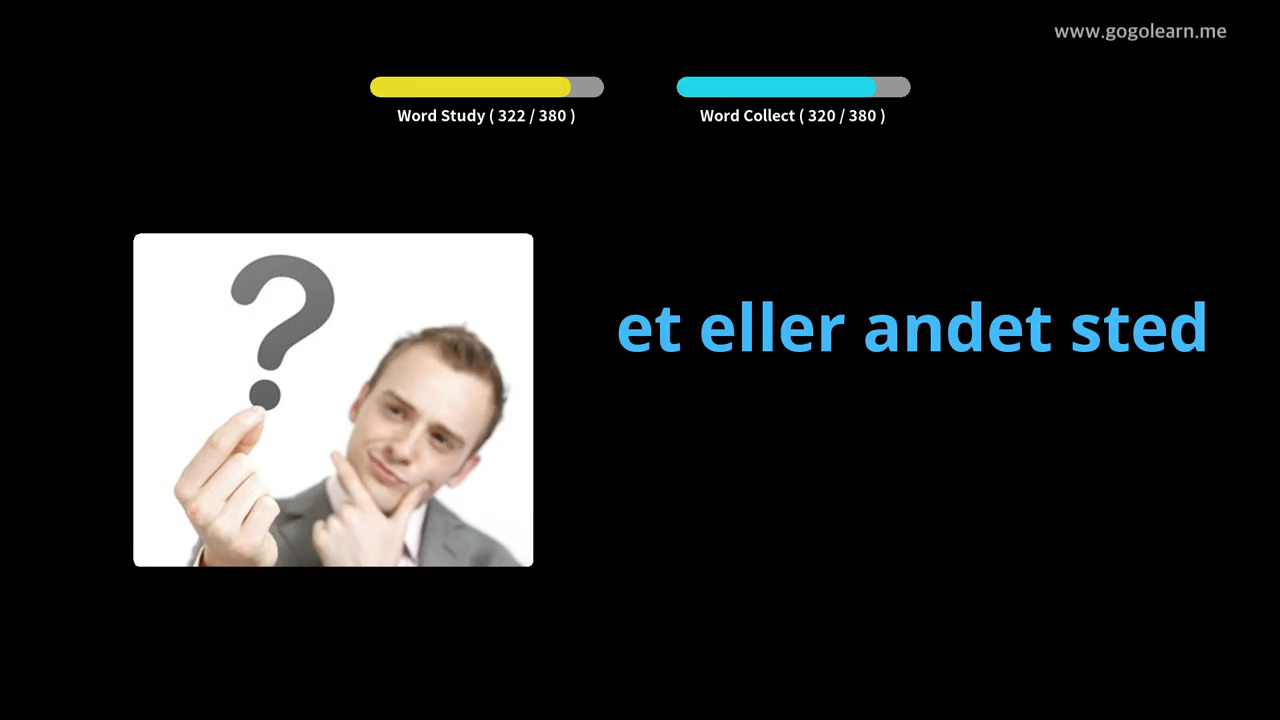 www.gogolearn.me
Word Study ( 322 / 380 )
Word Collect ( 320 / 380 )
?
et eller andet sted